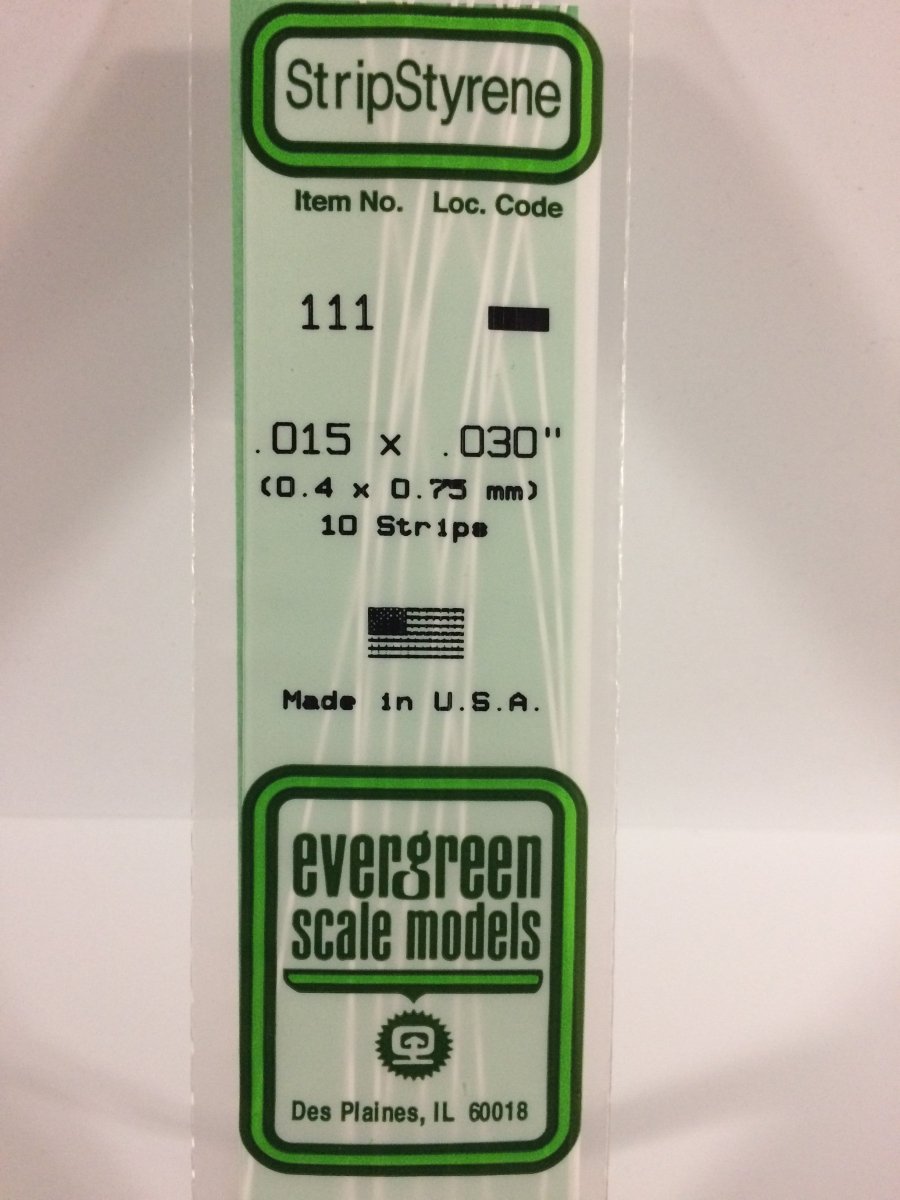 StripStyrene
Item No. Loc. Code
111
.015 x .030"
(0.4 x 0.75 mm)
10 Strips
Made in U.S.A.
evergreen
scale models
Des Plaines, IL 60018